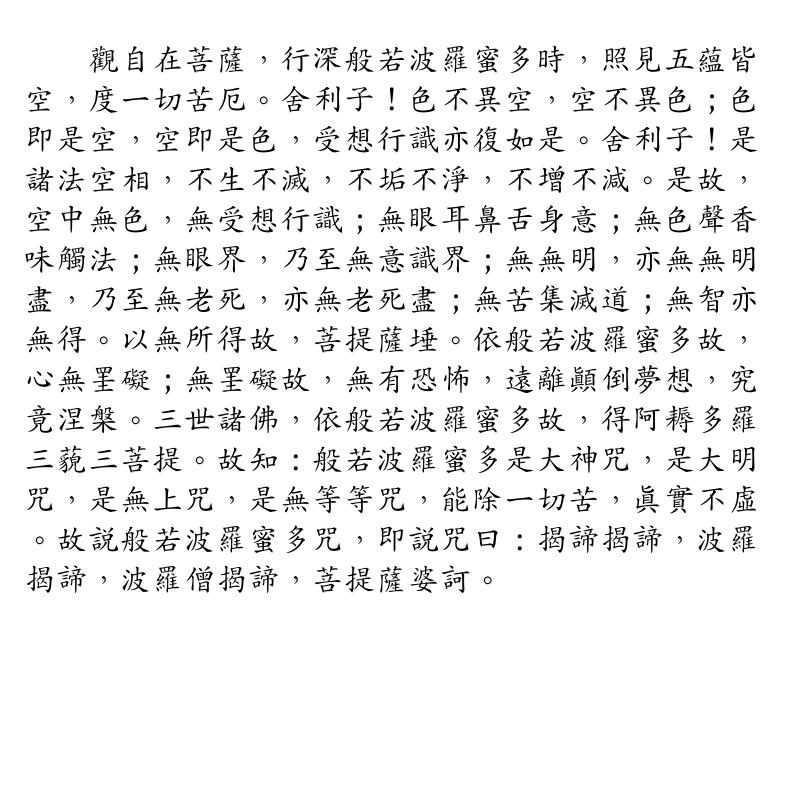 觀自在菩薩，行深般若波羅蜜多時，照見五蘊皆
空，度一切苦厄。舍利子！色不異空，空不異色；色
即是空，空即是色，受想行識亦復如是。舍利子！是
諸法空相，不生不滅，不垢不淨，不增不減。是故，
空中無色，無受想行識；無眼耳鼻舌身意；無色聲香
味觸法；無眼界，乃至無意識界；無無明，亦無無明
盡，乃至無老死，亦無老死盡；無苦集滅道；無智亦
無得。以無所得故，菩提薩埵。依般若波羅蜜多故，
心無罣礙；無罣礙故，無有恐怖，遠離顛倒夢想，究
竟涅槃。三世諸佛，依般若波羅蜜多故，得阿耨多羅
三藐三菩提。故知：般若波羅蜜多是大神咒，是大明
咒，是無上咒，是無等等咒，能除一切苦，真實不虛
。故說般若波羅蜜多咒，即說咒曰：揭諦揭諦，波羅
揭諦，波羅僧揭諦，菩提薩婆訶。